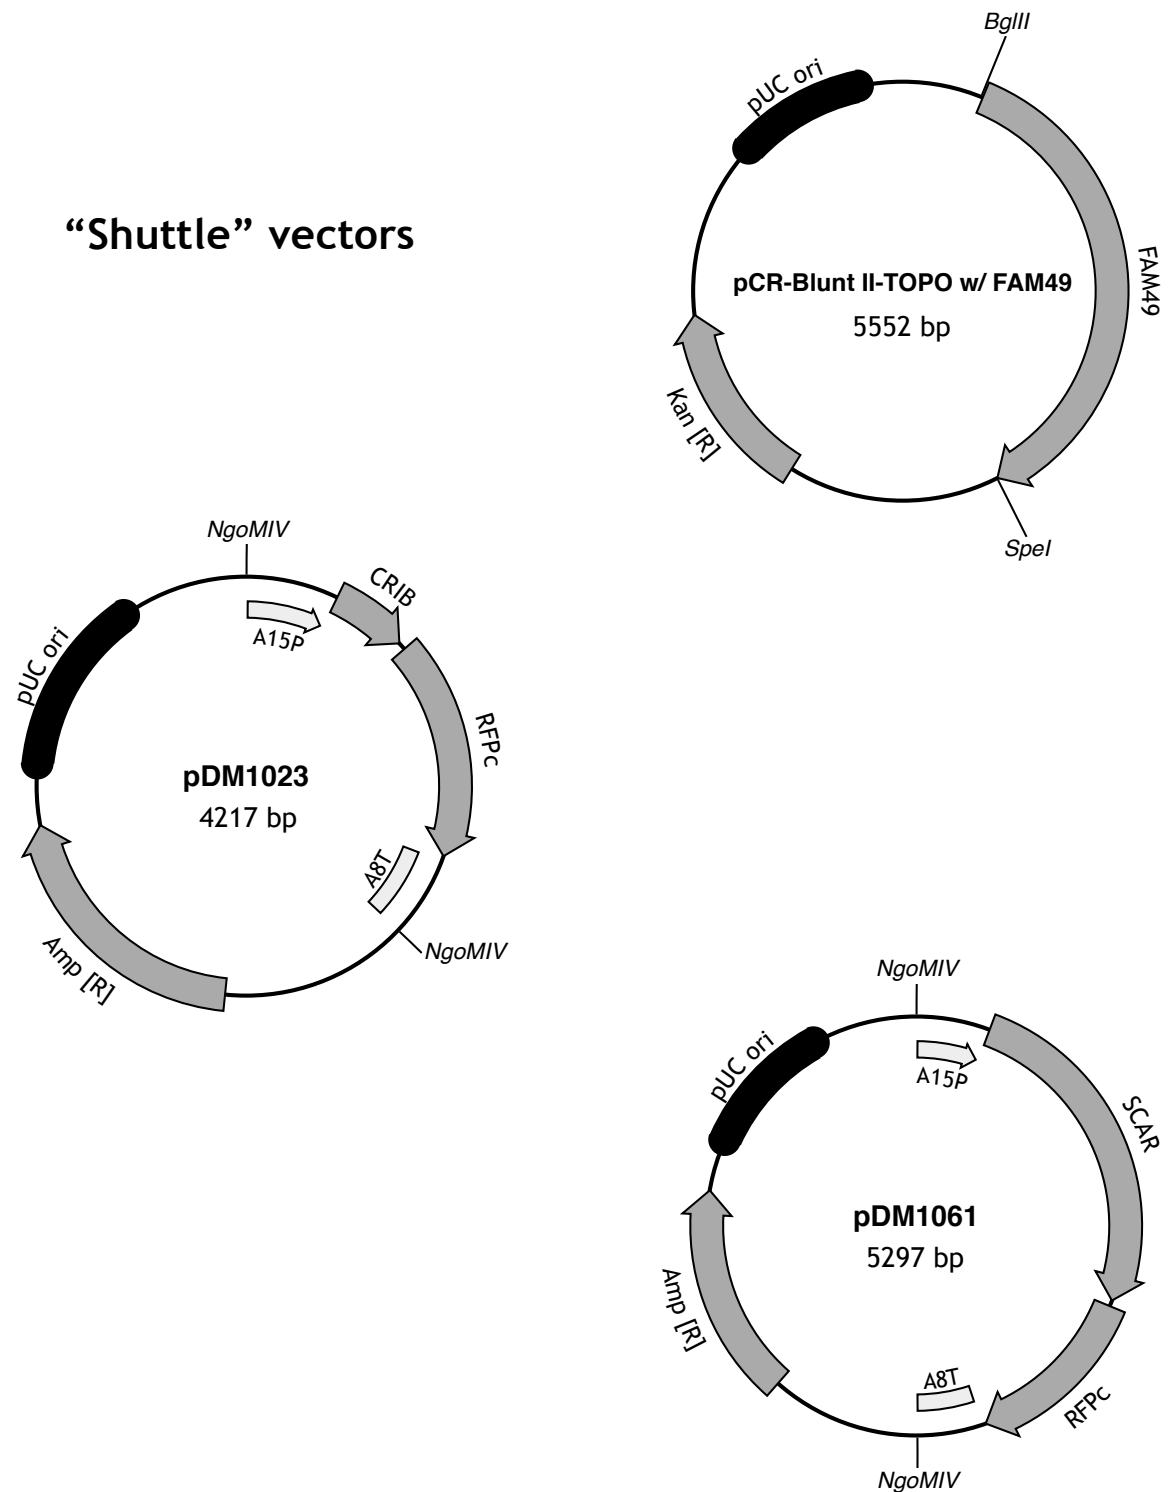 BglII
pUC ori
“Shuttle” vectors
FAM49
pCR-Blunt II-TOPO w/ FAM49
5552 bp
Kan [R]
SpeI
NgoMIV
CRIB
A15P
pUC ori
RFPc
pDM1023
4217 bp
A8T
NgoMIV
Amp [R]
NgoMIV
pUC ori
A15P
SCAR
pDM1061
5297 bp
Amp [R]
A8T
RFPc
NgoMIV